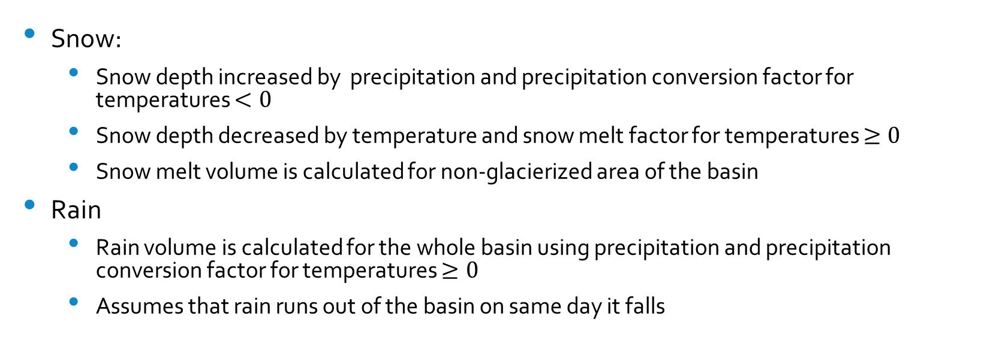 • Snow:
• Snow depth increased by precipitation and precipitation conversion factor for
temperatures < 0
• Snow depth decreased by temperature and snow melt factor for temperatures ≥ 0
• Snow melt volume is calculated for non-glacierized area of the basin
• Rain
• Rain volume is calculated for the whole basin using precipitation and precipitation
conversion factor for temperatures ≥ 0
• Assumes that rain runs out of the basin on same day it falls